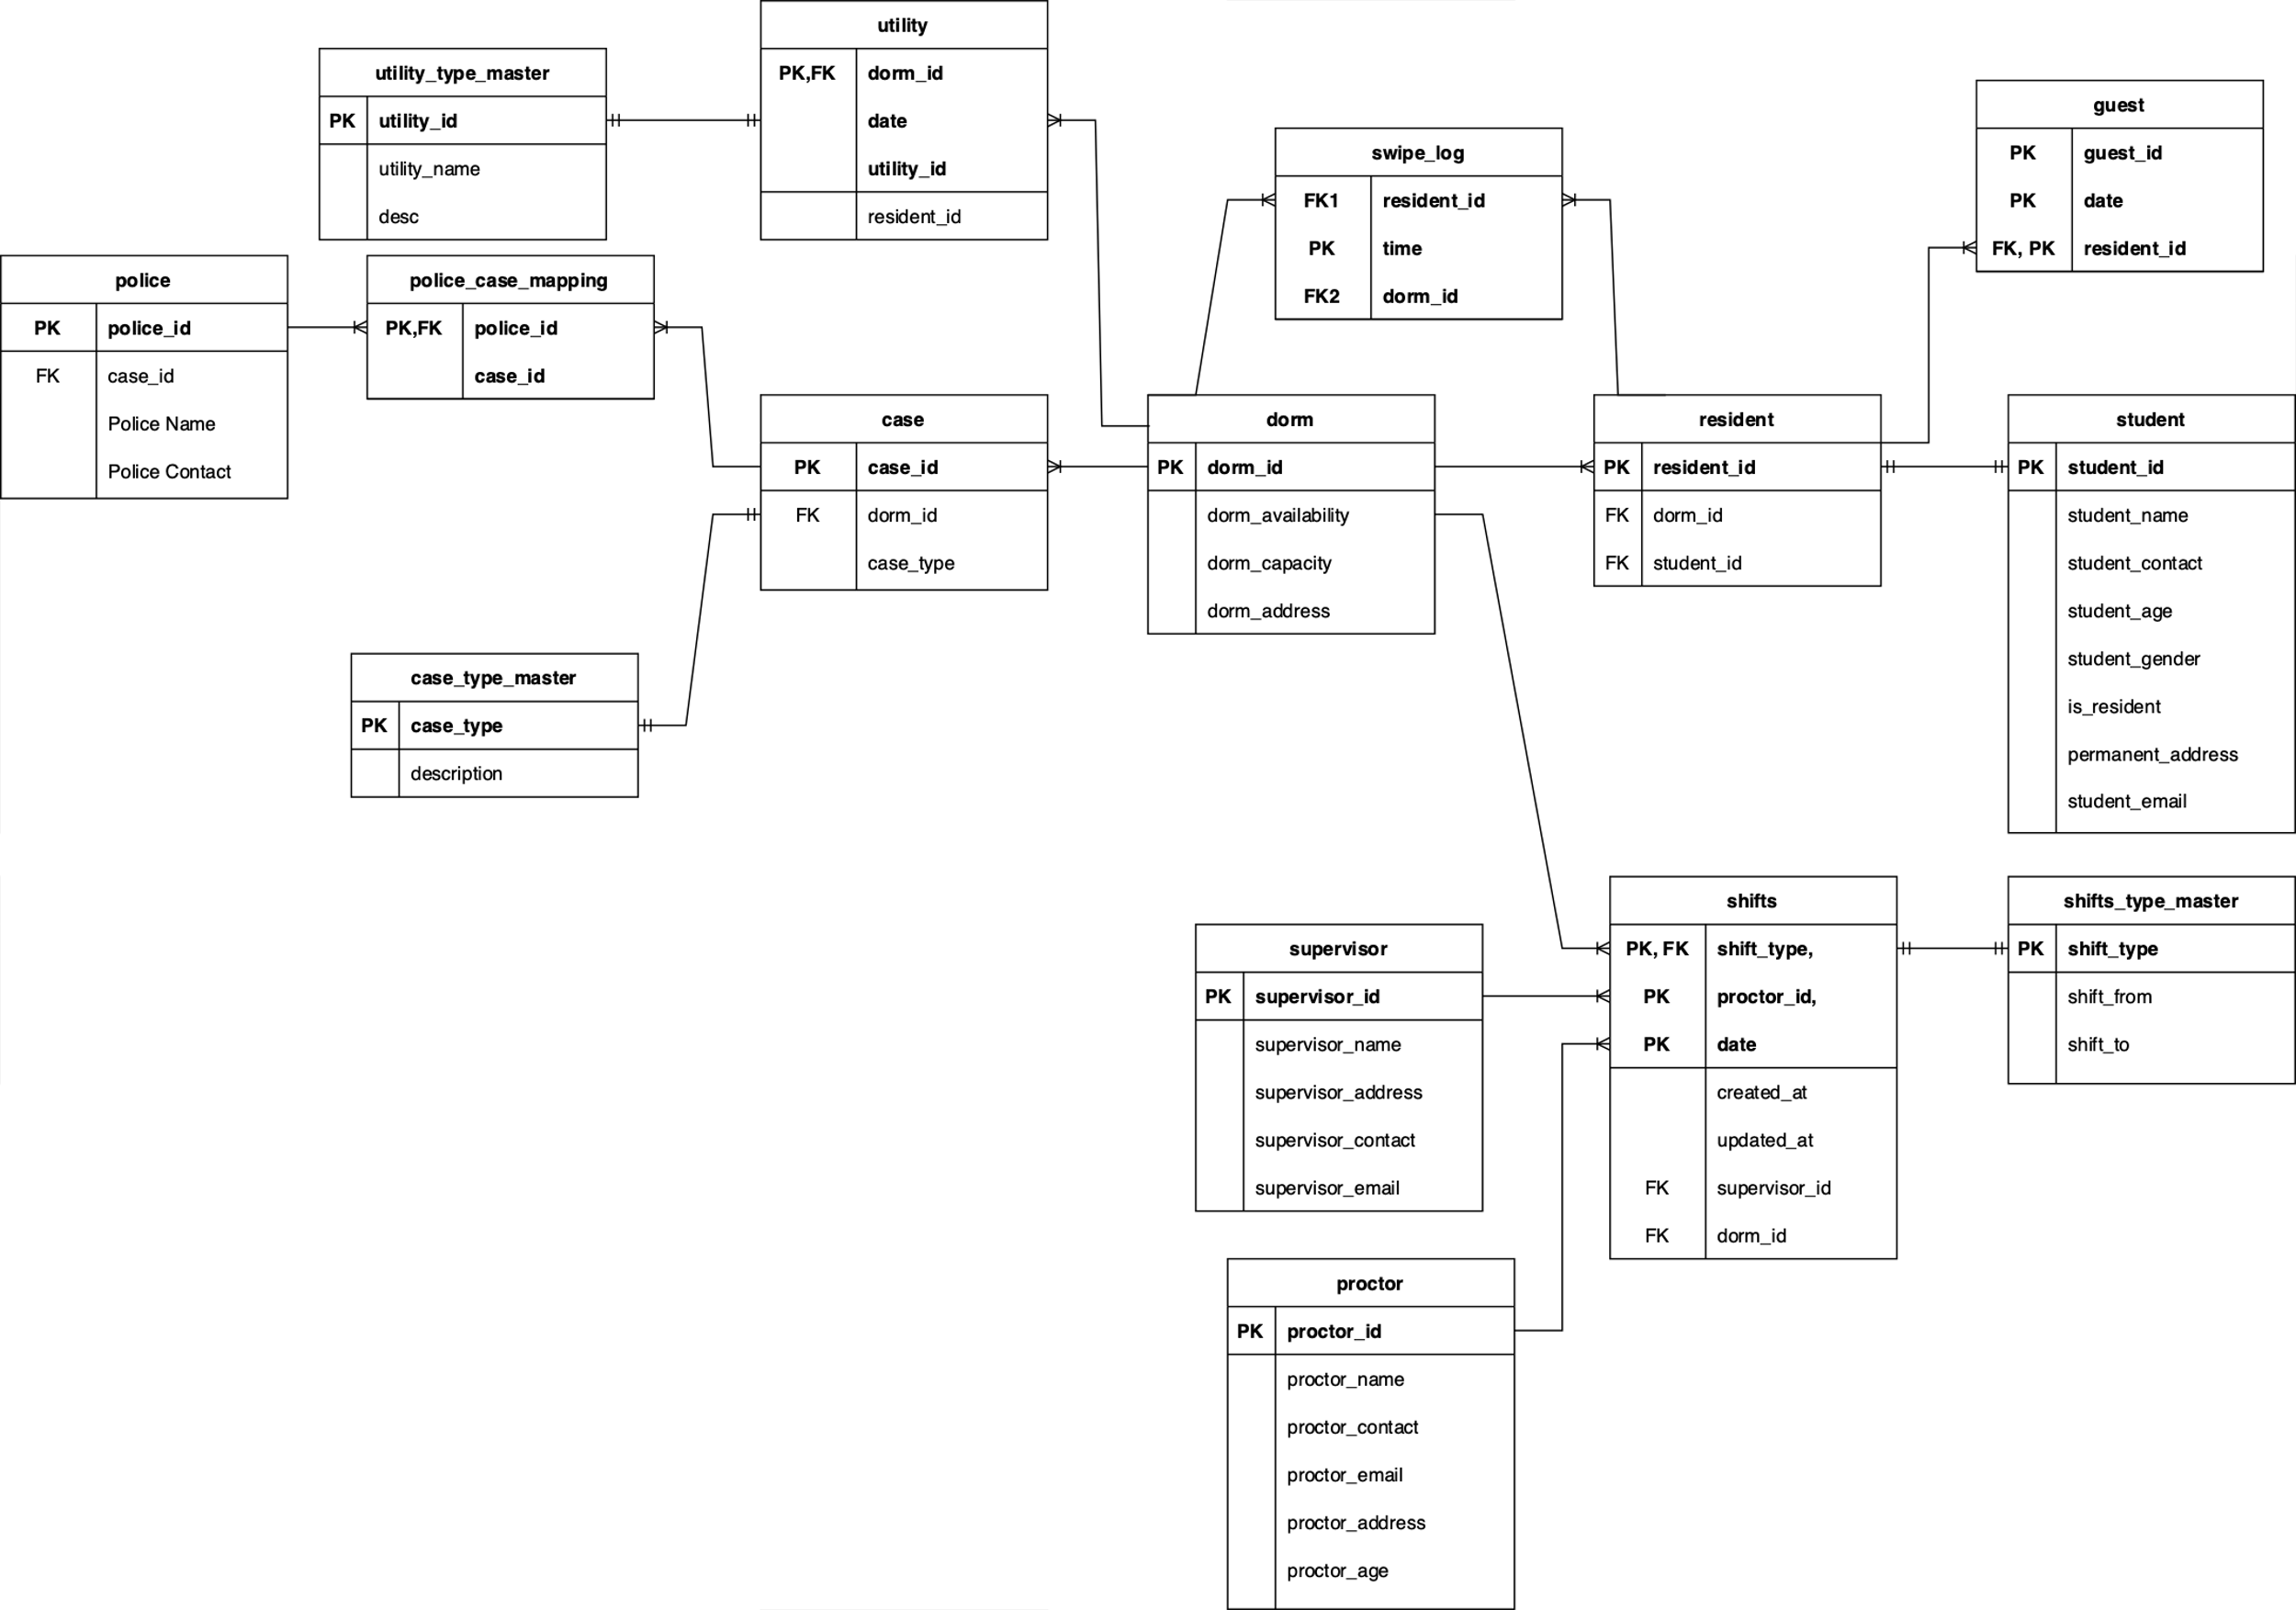 utility
PK,FK dorm_id
date
utility_id
resident_id
utility_type_master
PK utility_id
utility_name
desc
guest
PK guest_id
PK date
FK, PK resident_id
swipe_log
FK1 resident_id
PK time
FK2 dorm_id
police
PK police_id
FK case_id
Police Name
Police Contact
police_case_mapping
PK,FK police_id
case_id
case
PK case_id
FK dorm_id
case_type
dorm
PK dorm_id
dorm_availability
dorm_capacity
dorm_address
resident
PK resident_id
FK dorm_id
FK student_id
student
PK student_id
student_name
student_contact
student_age
student_gender
is_resident
permanent_address
student_email
case_type_master
PK case_type
description
supervisor
PK supervisor_id
supervisor_name
supervisor_address
supervisor_contact
supervisor_email
shifts
PK, FK shift_type,
PK proctor_id,
PK date
created_at
updated_at
FK supervisor_id
FK dorm_id
shifts_type_master
PK shift_type
shift_from
shift_to
proctor
PK proctor_id
proctor_name
proctor_contact
proctor_email
proctor_address
proctor_age